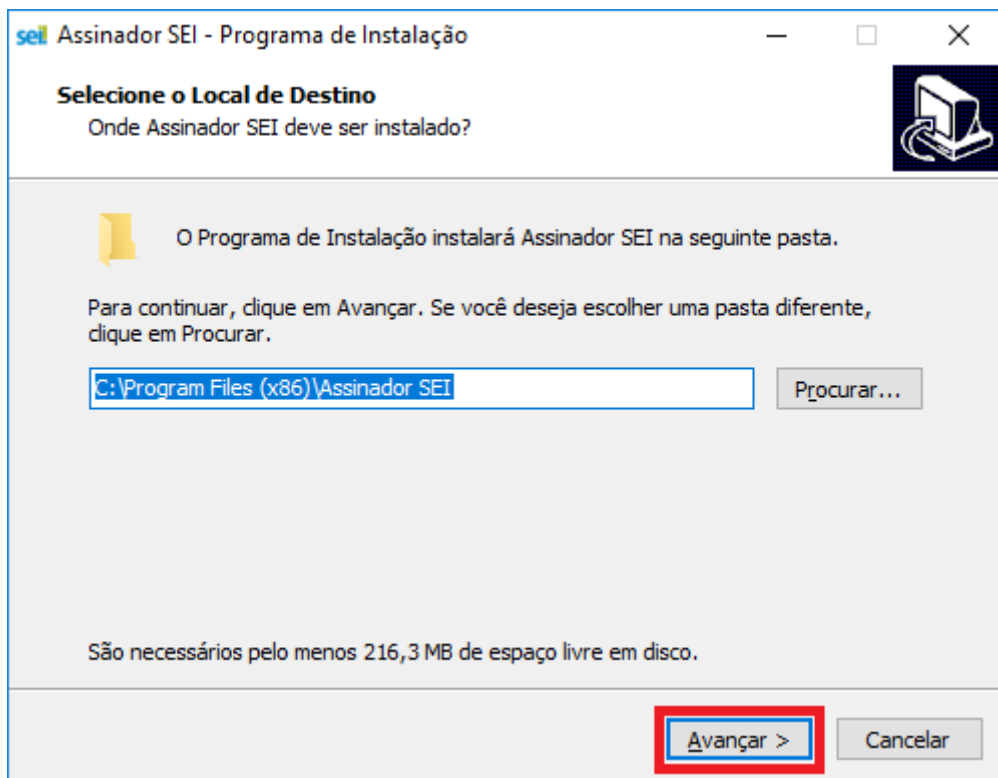 sei! Assinador SEI - Programa de Instalação
Selecione o Local de Destino
Onde Assinador SEI deve ser instalado?
O Programa de Instalação instalará Assinador SEI na seguinte pasta.
Para continuar, clique em Avançar. Se você deseja escolher uma pasta diferente,
clique em Procurar.
C:\Program Files (x86)\Assinador SEI
Procurar...
São necessários pelo menos 216,3 MB de espaço livre em disco.
Avançar >
Cancelar